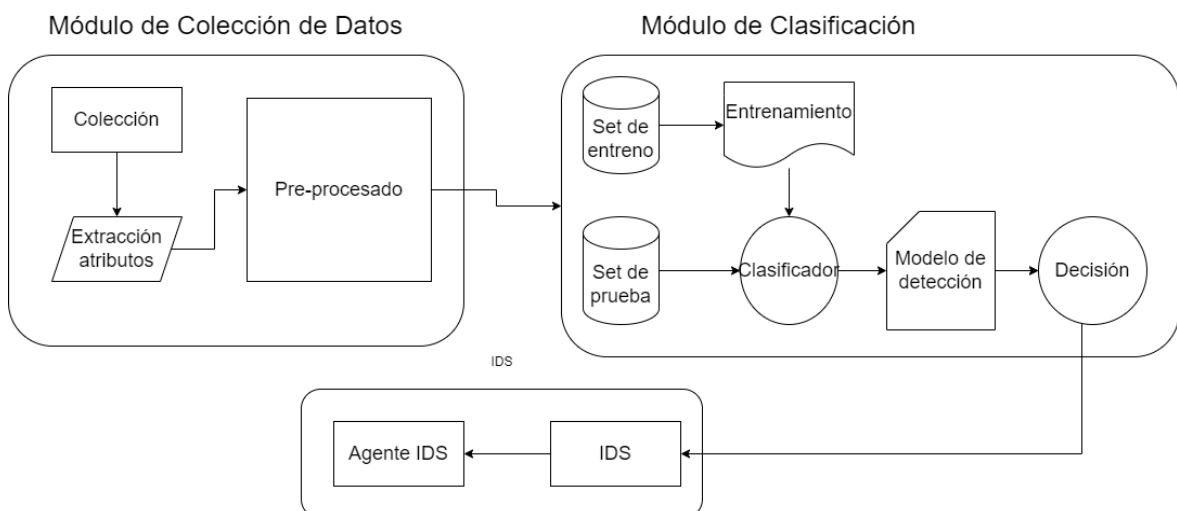 Módulo de Colección de Datos
Módulo de Clasificación
Colección
Extracción
atributos
Pre-procesado
Set de
entreno
Entrenamiento
Set de
prueba
Clasificador
Modelo de
detección
Decisión
IDS
Agente IDS
IDS